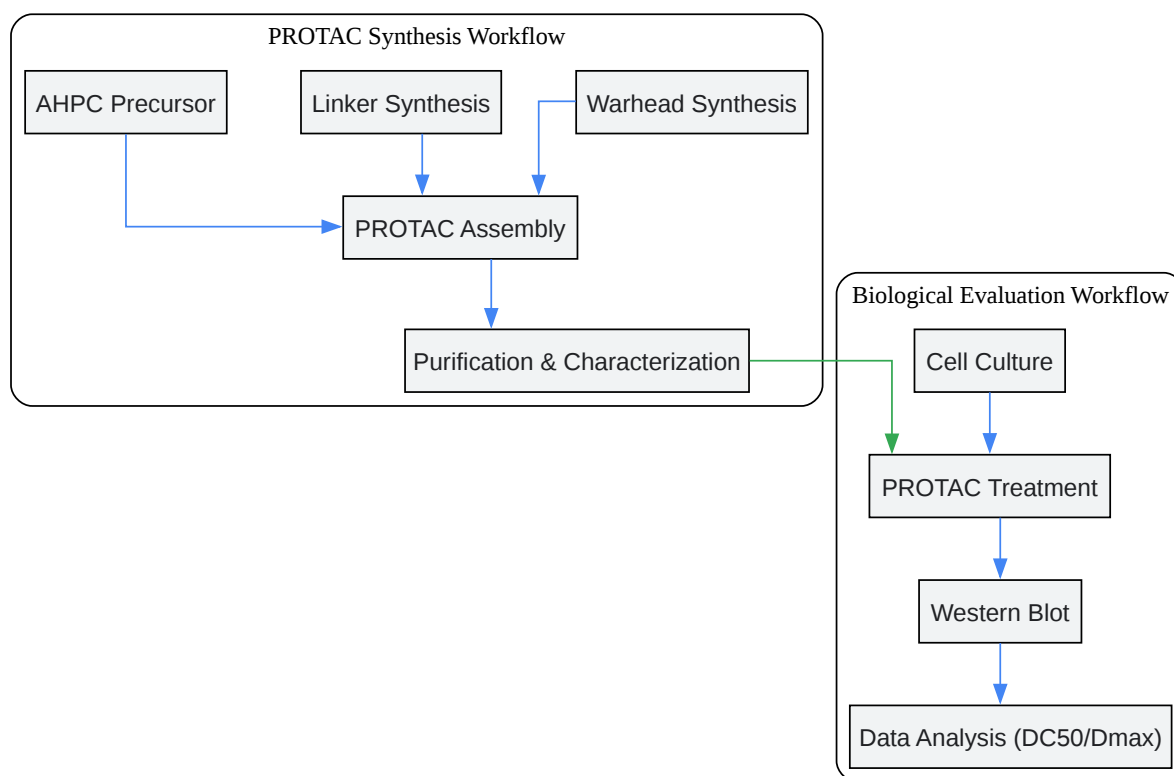 PROTAC Synthesis Workflow
AHPC Precursor
Linker Synthesis
Warhead Synthesis
PROTAC Assembly
Purification & Characterization
Biological Evaluation Workflow
Cell Culture
PROTAC Treatment
Western Blot
Data Analysis (DC50/Dmax)